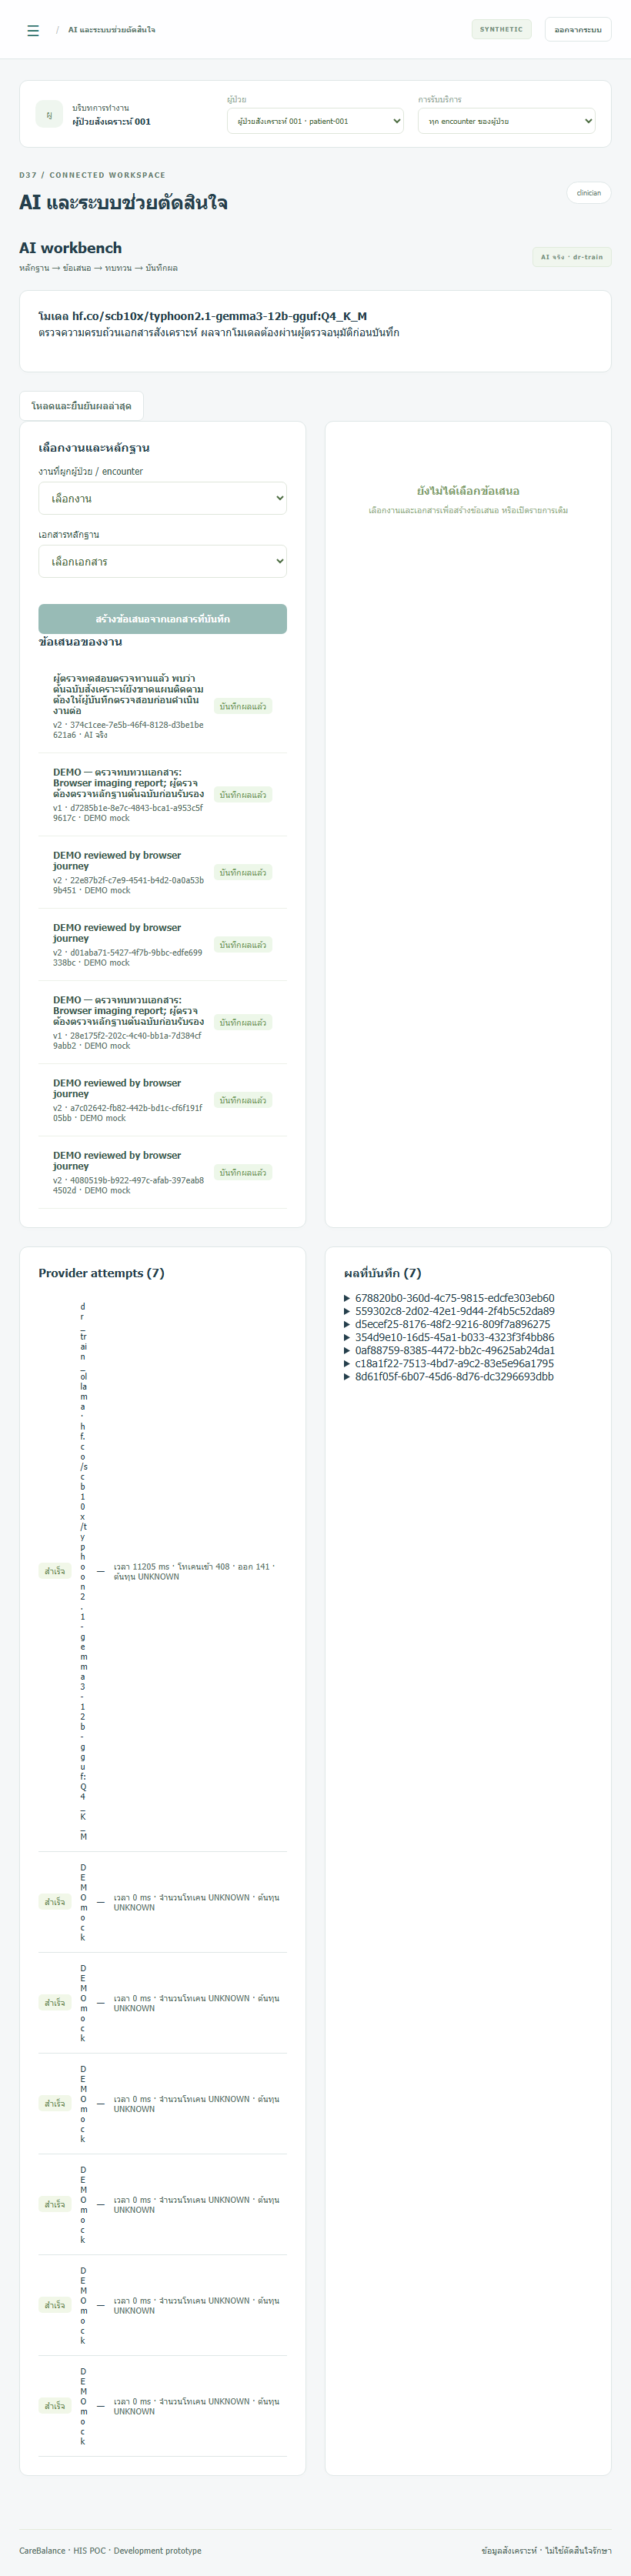 ☰ / AI และระบบช่วยตัดสินใจ
SYNTHETIC
ออกจากระบบ
ผู้
บริบทการทำงาน
ผู้ป่วยสังเคราะห์ 001
ผู้ป่วย
ผู้ป่วยสังเคราะห์ 001 · patient-001
การรับบริการ
ทุก encounter ของผู้ป่วย
D37 / CONNECTED WORKSPACE
AI และระบบช่วยตัดสินใจ
clinician
AI workbench
หลักฐาน → ข้อเสนอ → ทบทวน → บันทึกผล
AI จริง · dr-train
โมเดล hf.co/scb10x/typhoon2.1-gemma3-12b-gguf:Q4_K_M
ตรวจความครบถ้วนเอกสารสังเคราะห์ ผลจากโมเดลต้องผ่านผู้ตรวจอนุมัติก่อนบันทึก
โหลดและยืนยันผลล่าสุด
เลือกงานและหลักฐาน
งานที่ผูกผู้ป่วย / encounter
เลือกงาน
เอกสารหลักฐาน
เลือกเอกสาร
สร้างข้อเสนอจากเอกสารที่บันทึก
ข้อเสนอของงาน
ผู้ตรวจทดสอบตรวจทานแล้ว พบว่า
ต้นฉบับสังเคราะห์ยังขาดแผนติดตาม
ต้องให้ผู้บันทึกตรวจสอบก่อนดำเนิน
งานต่อ
v2 · 374c1cee-7e5b-46f4-8128-d3be1be
621a6 · AI จริง
บันทึกผลแล้ว
DEMO — ตรวจทบทวนเอกสาร:
Browser imaging report; ผู้ตรวจ
ต้องตรวจหลักฐานต้นฉบับก่อนรับรอง
v1 · d7285b1e-8e7c-4843-bca1-a953c5f
9617c · DEMO mock
บันทึกผลแล้ว
DEMO reviewed by browser
journey
v2 · 22e87b2f-c7e9-4541-b4d2-0a0a53b
9b451 · DEMO mock
บันทึกผลแล้ว
DEMO reviewed by browser
journey
v2 · d01aba71-5427-4f7b-9bbc-edfe699
338bc · DEMO mock
บันทึกผลแล้ว
DEMO — ตรวจทบทวนเอกสาร:
Browser imaging report; ผู้ตรวจ
ต้องตรวจหลักฐานต้นฉบับก่อนรับรอง
v1 · 28e175f2-202c-4c40-bb1a-7d384cf
9abb2 · DEMO mock
บันทึกผลแล้ว
DEMO reviewed by browser
journey
v2 · a7c02642-fb82-442b-bd1c-cf6f191f
05bb · DEMO mock
บันทึกผลแล้ว
DEMO reviewed by browser
journey
v2 · 4080519b-b922-497c-afab-397eab8
4502d · DEMO mock
บันทึกผลแล้ว
ยังไม่ได้เลือกข้อเสนอ
เลือกงานและเอกสารเพื่อสร้างข้อเสนอ หรือเปิดรายการเดิม
Provider attempts (7)
สำเร็จ
d
r
_
tr
ai
n
_
ol
la
m
a
·
h
f.
c
o
/s
c
b
1
0
x
/t
y
p
h
o
o
n
2
.
1
-
g
e
m
m
a
3
-
1
2
b
-
g
g
u
f:
Q
4
_
K
_
M
—
เวลา 11205 ms · โทเคนเข้า 408 · ออก 141 ·
ต้นทุน UNKNOWN
สำเร็จ
D
E
M
O
m
o
c
k
—
เวลา 0 ms · จำนวนโทเคน UNKNOWN · ต้นทุน
UNKNOWN
สำเร็จ
D
E
M
O
m
o
c
k
—
เวลา 0 ms · จำนวนโทเคน UNKNOWN · ต้นทุน
UNKNOWN
สำเร็จ
D
E
M
O
m
o
c
k
—
เวลา 0 ms · จำนวนโทเคน UNKNOWN · ต้นทุน
UNKNOWN
สำเร็จ
D
E
M
O
m
o
c
k
—
เวลา 0 ms · จำนวนโทเคน UNKNOWN · ต้นทุน
UNKNOWN
สำเร็จ
D
E
M
O
m
o
c
k
—
เวลา 0 ms · จำนวนโทเคน UNKNOWN · ต้นทุน
UNKNOWN
สำเร็จ
D
E
M
O
m
o
c
k
—
เวลา 0 ms · จำนวนโทเคน UNKNOWN · ต้นทุน
UNKNOWN
ผลที่บันทึก (7)
▶ 678820b0-360d-4c75-9815-edcfe303eb60
▶ 559302c8-2d02-42e1-9d44-2f4b5c52da89
▶ d5ecef25-8176-48f2-9216-809f7a896275
▶ 354d9e10-16d5-45a1-b033-4323f3f4bb86
▶ 0af88759-8385-4472-bb2c-49625ab24da1
▶ c18a1f22-7513-4bd7-a9c2-83e5e96a1795
▶ 8d61f05f-6b07-45d6-8d76-dc3296693dbb
CareBalance · HIS POC · Development prototype
ข้อมูลสังเคราะห์ · ไม่ใช้ตัดสินใจรักษา